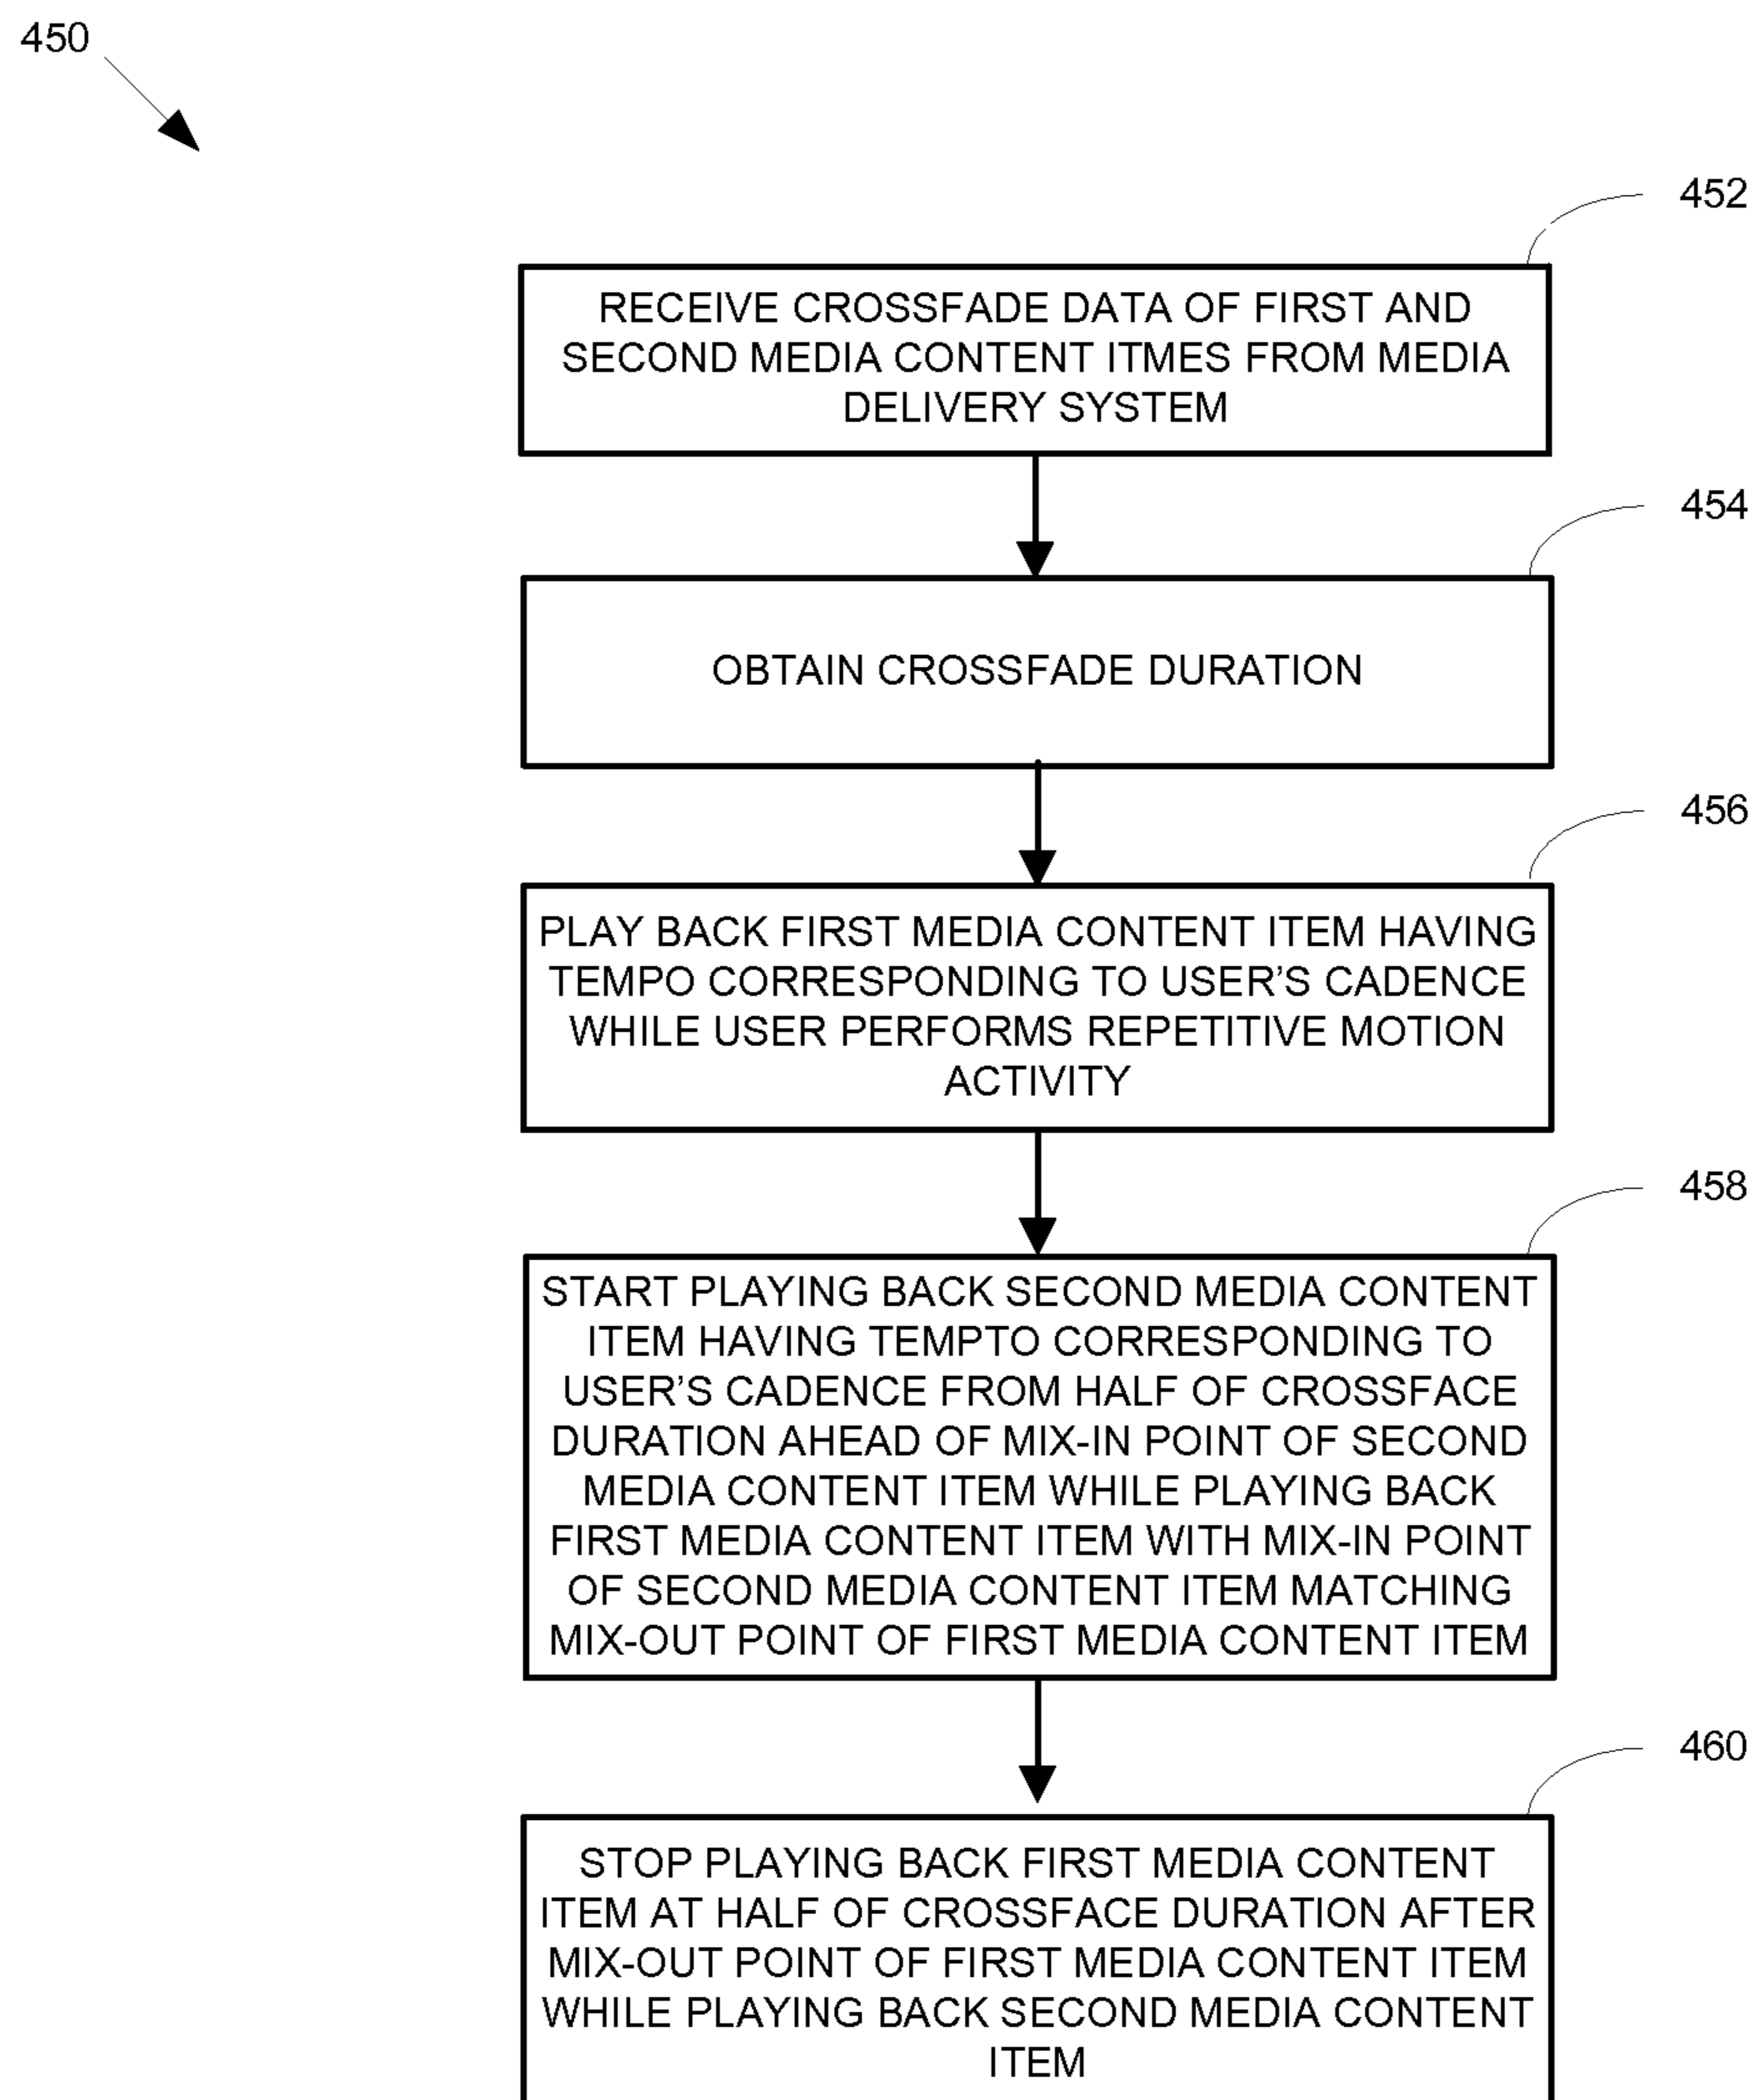 450
452
RECEIVE CROSSFADE DATA OF FIRST AND
SECOND MEDIA CONTENT ITMES FROM MEDIA
DELIVERY SYSTEM
454
OBTAIN CROSSFADE DURATION
456
PLAY BACK FIRST MEDIA CONTENT ITEM HAVING
TEMPO CORRESPONDING TO USER’S CADENCE
WHILE USER PERFORMS REPETITIVE MOTION
ACTIVITY
458
START PLAYING BACK SECOND MEDIA CONTENT
ITEM HAVING TEMPTO CORRESPONDING TO
USER’S CADENCE FROM HALF OF CROSSFACE
DURATION AHEAD OF MIX-IN POINT OF SECOND
MEDIA CONTENT ITEM WHILE PLAYING BACK
FIRST MEDIA CONTENT ITEM WITH MIX-IN POINT
OF SECOND MEDIA CONTENT ITEM MATCHING
MIX-OUT POINT OF FIRST MEDIA CONTENT ITEM
460
STOP PLAYING BACK FIRST MEDIA CONTENT
ITEM AT HALF OF CROSSFACE DURATION AFTER
MIX-OUT POINT OF FIRST MEDIA CONTENT ITEM
WHILE PLAYING BACK SECOND MEDIA CONTENT
ITEM